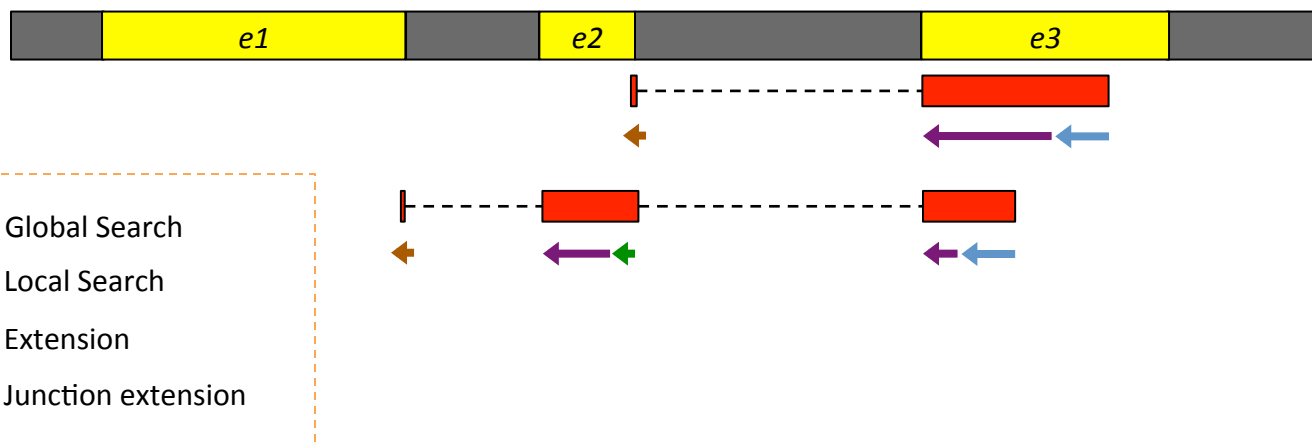 e1 e2 e3
Global Search
Local Search
Extension
Junction extension